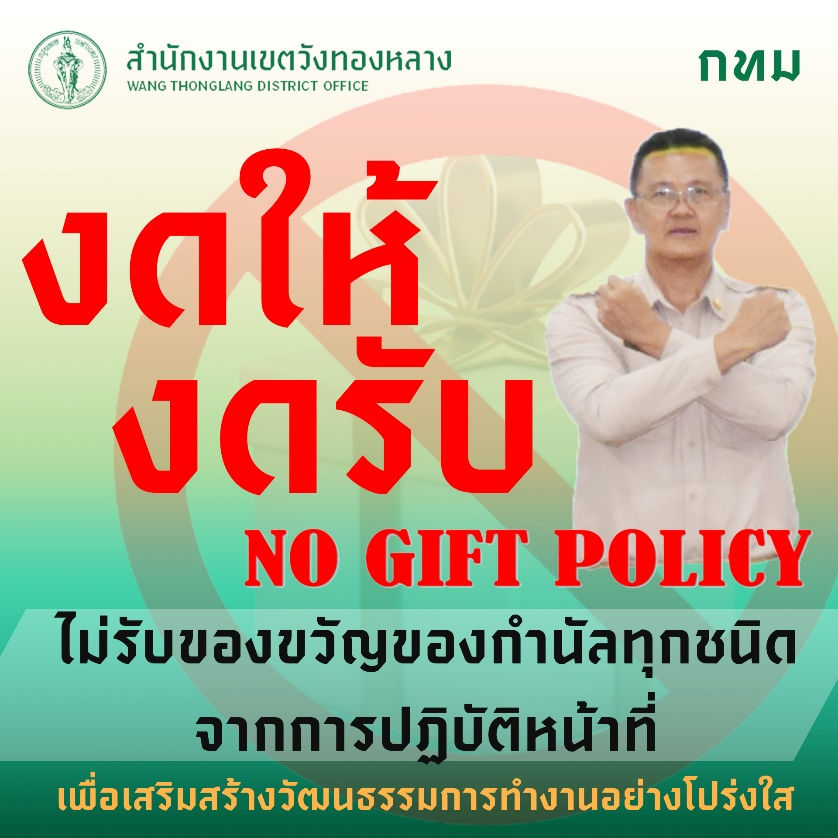 สำนักงานเขตวังทองหลาง
WANG THONGLANG DISTRICT OFFICE
กทม
งดให้
งดรับ
NO GIFT POLICY
ไม่รับของขวัญของกำนัลทุกชนิด
จากการปฏิบัติหน้าที่
เพื่อเสริมสร้างวัฒนธรรมการทำงานอย่างโปร่งใส